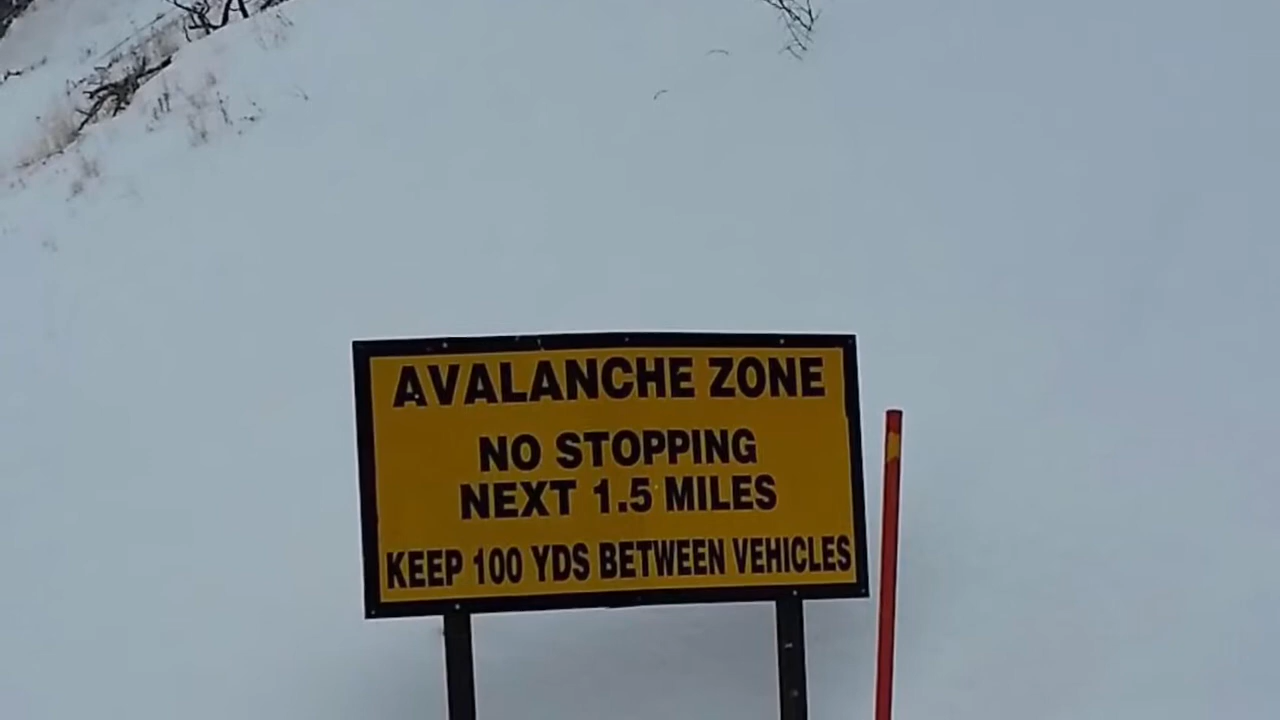 AVALANCHE ZONE
NO STOPPING
NEXT 1.5 MILES
KEEP 100 YDS BETWEEN VEHICLES